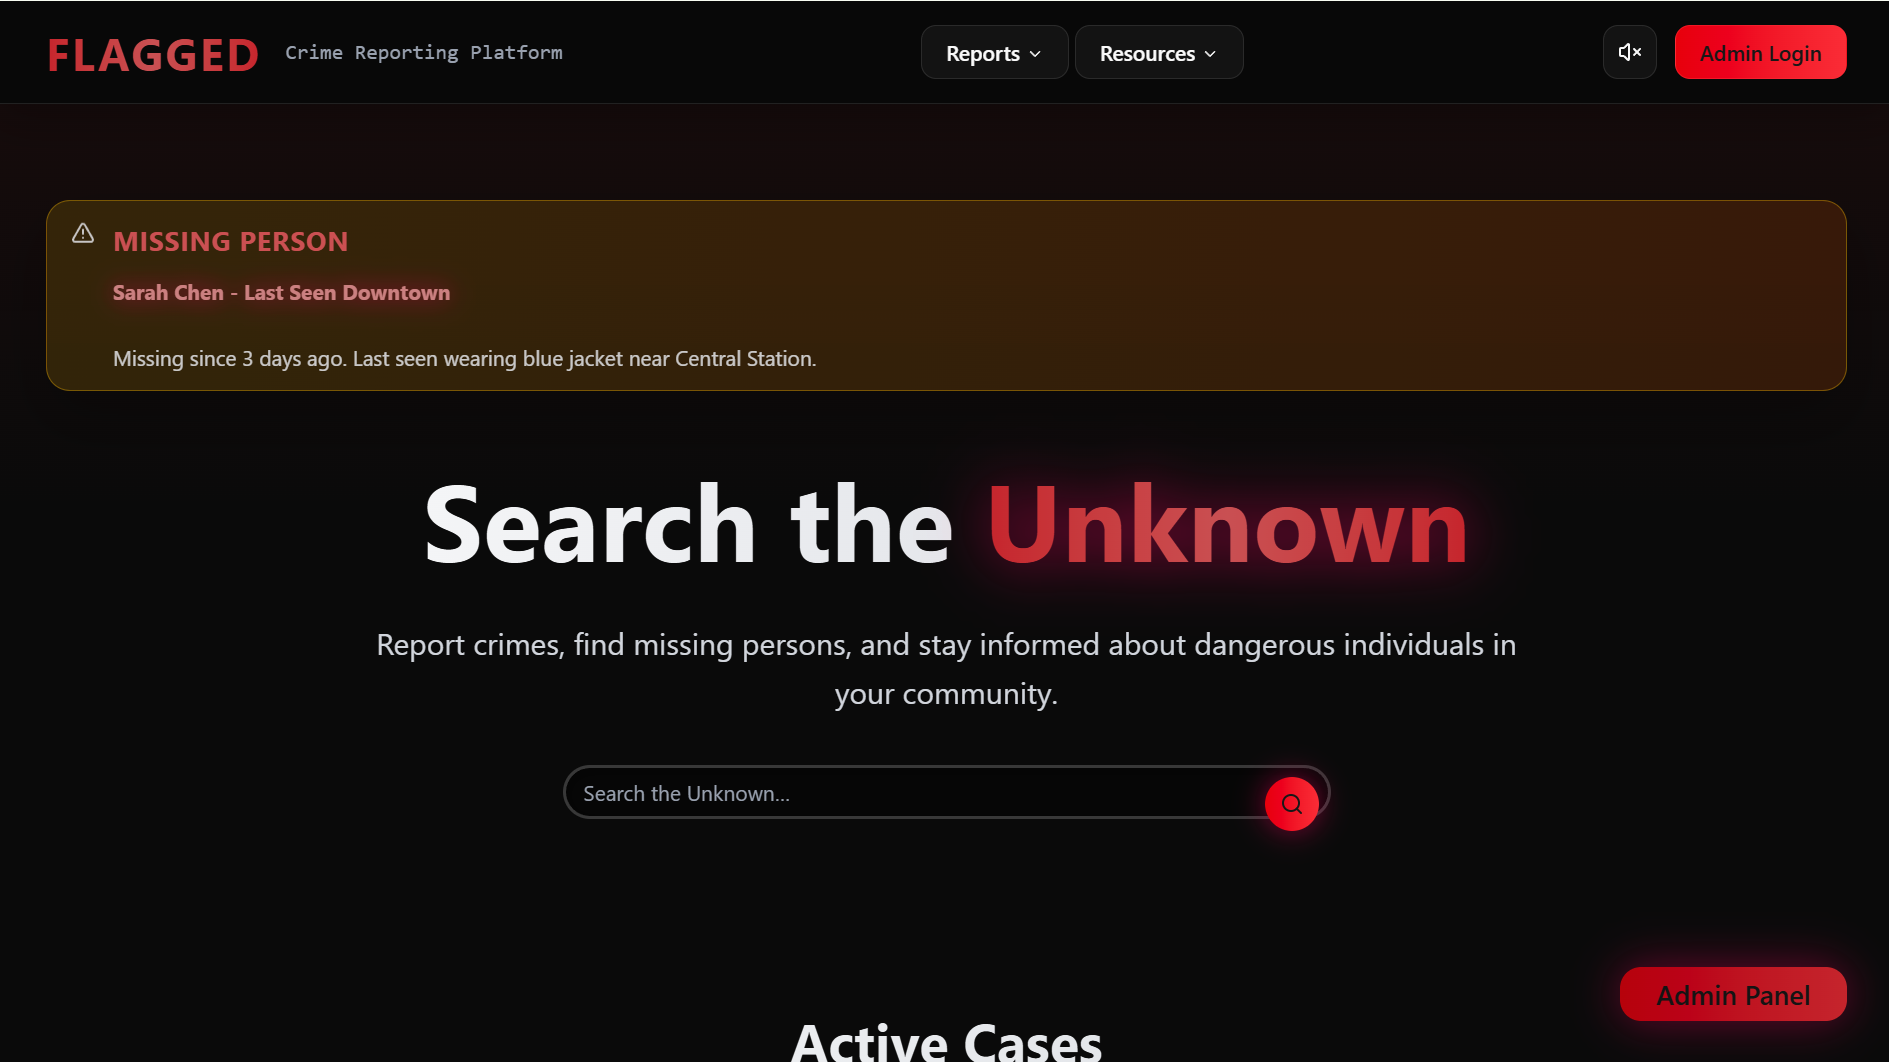 FLAGGED Crime Reporting Platform Reports Resources Admin Login
MISSING PERSON
Sarah Chen - Last Seen Downtown
Missing since 3 days ago. Last seen wearing blue jacket near Central Station.
Search the Unknown
Report crimes, find missing persons, and stay informed about dangerous individuals in
your community.
Search the Unknown...
Admin Panel
Active Cases